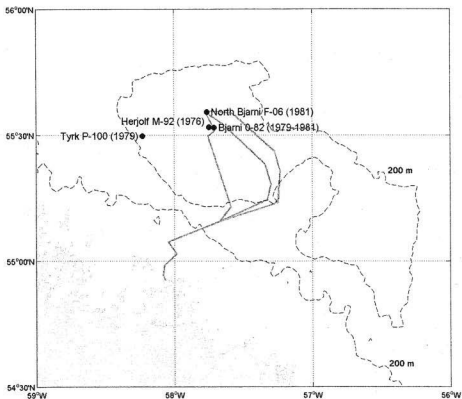 56°00'N
North Bjarni F-06 (1981)
Herjolf M-92 (1976)
Bjarni 0-82 (1979-1981)
Tyrk P-100 (1979)
55°30'N
200 m
55°00'N
200 m
54°30'N
59°W
58°W
57°W
56°W